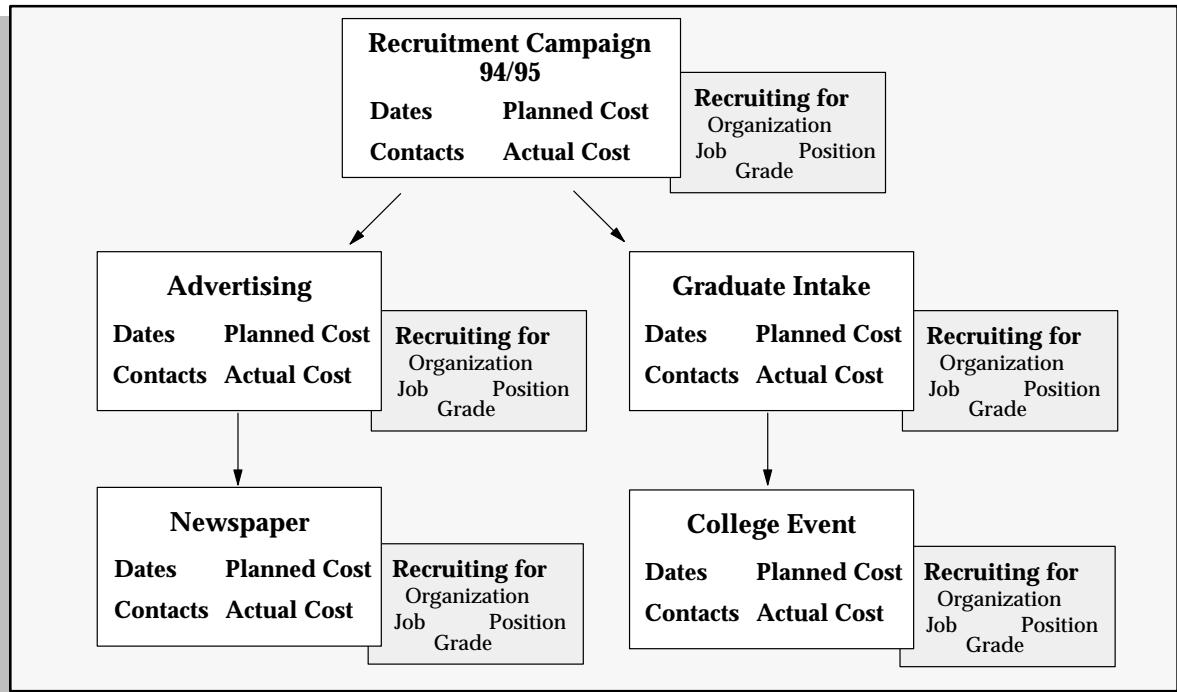 Recruitment Campaign
94/95
Dates Planned Cost
Contacts Actual Cost
Recruiting for
Organization
Job Position
Grade
Advertising
Dates Planned Cost
Contacts Actual Cost
Recruiting for
Organization
Job Position
Grade
Graduate Intake
Dates Planned Cost
Contacts Actual Cost
Recruiting for
Organization
Job Position
Grade
Newspaper
Dates Planned Cost
Contacts Actual Cost
Recruiting for
Organization
Job Position
Grade
College Event
Dates Planned Cost
Contacts Actual Cost
Recruiting for
Organization
Job Position
Grade